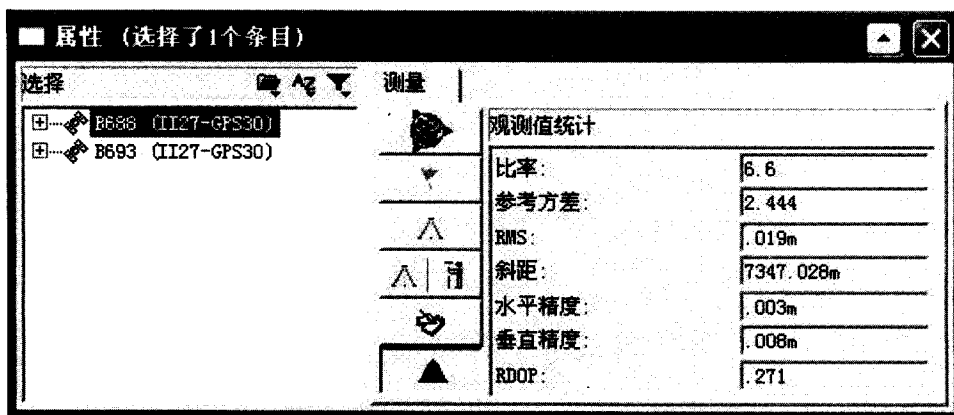 属性 (选择了1个条目)
选择
测量
B688 (II27-GPS30)
B693 (II27-GPS30)
观测值统计
比率: 6.6
参考方差: 2.444
RMS: .019m
斜距: 7347.028m
水平精度: .003m
垂直精度: .008m
RDOP: .271